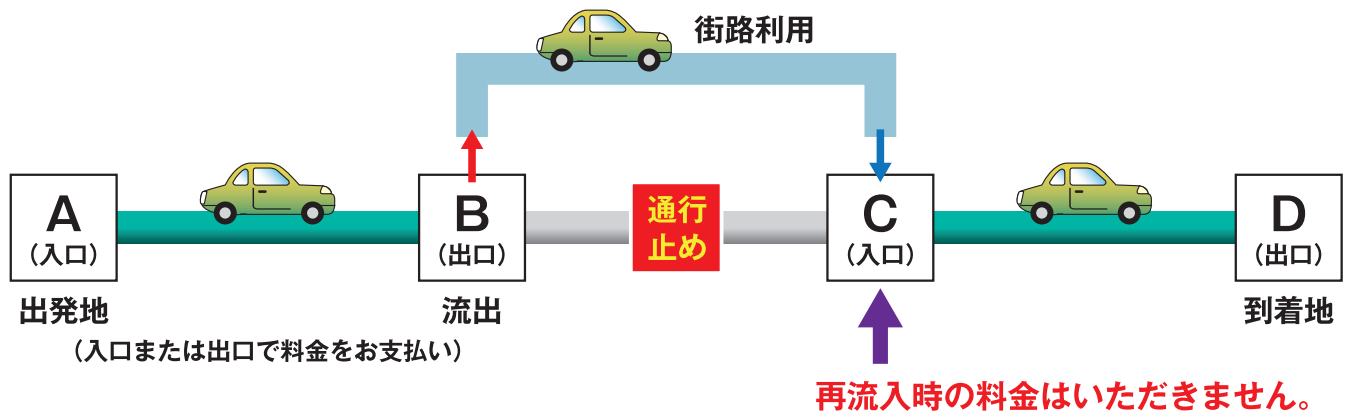 街路利用
A
(入口)
出発地
B
(出口)
流出
通行
止め
C
(入口)
D
(出口)
到着地
(入口または出口で料金をお支払い)
再流入時の料金はいただきません。